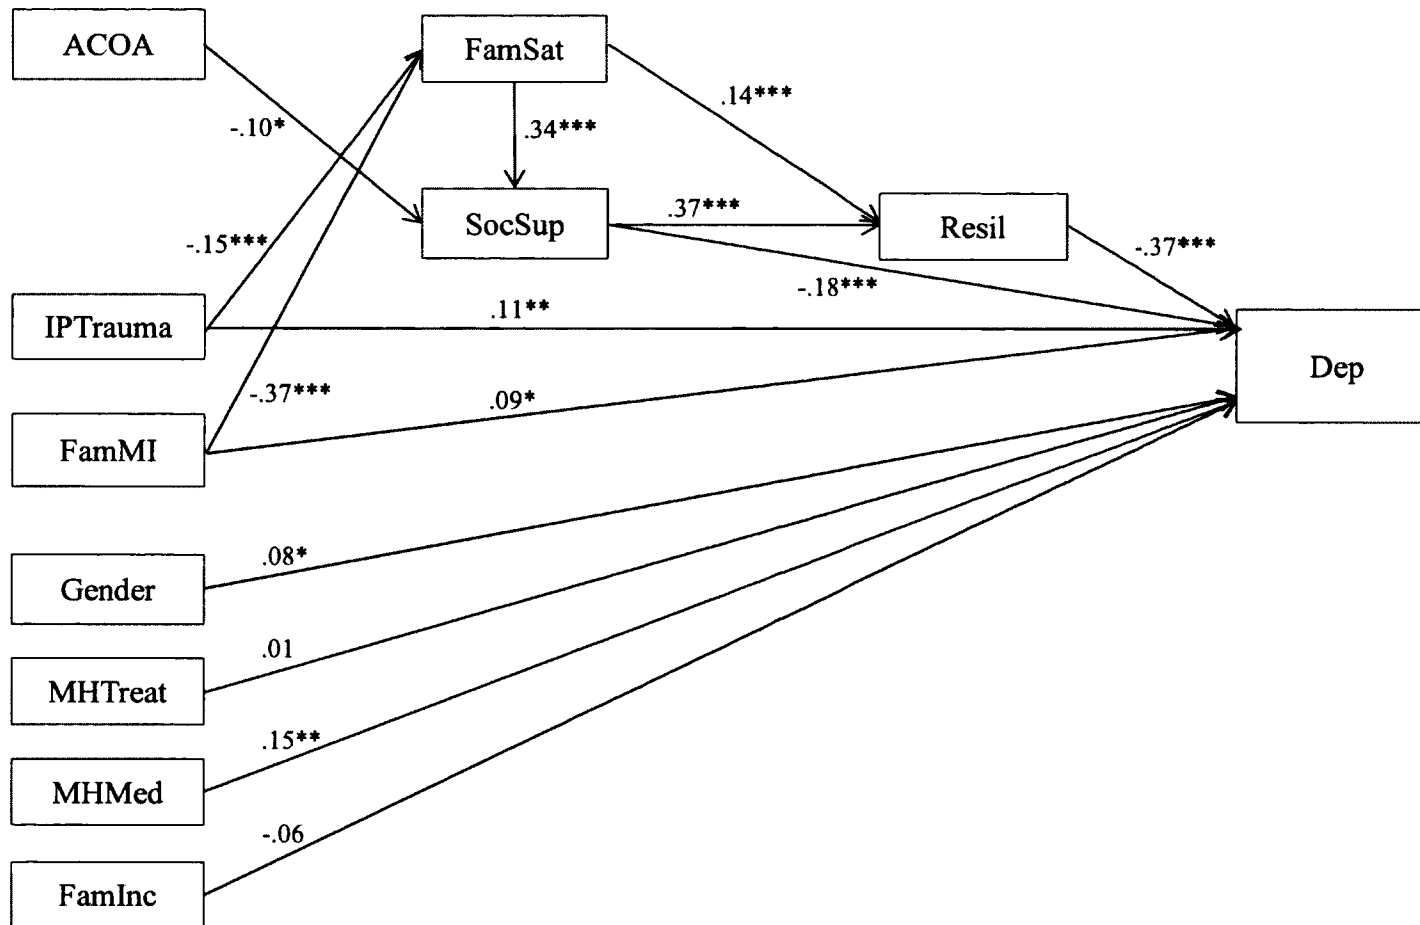 ACOA
FamSat
.14***
-.10*
.34***
SocSup
.37***
Resil
-.15***
-.37***
-.18***
IPTrauma
.11**
Dep
-.37***
.09*
FamMI
.08*
Gender
.01
MHTreat
.15**
MHMed
-.06
FamInc